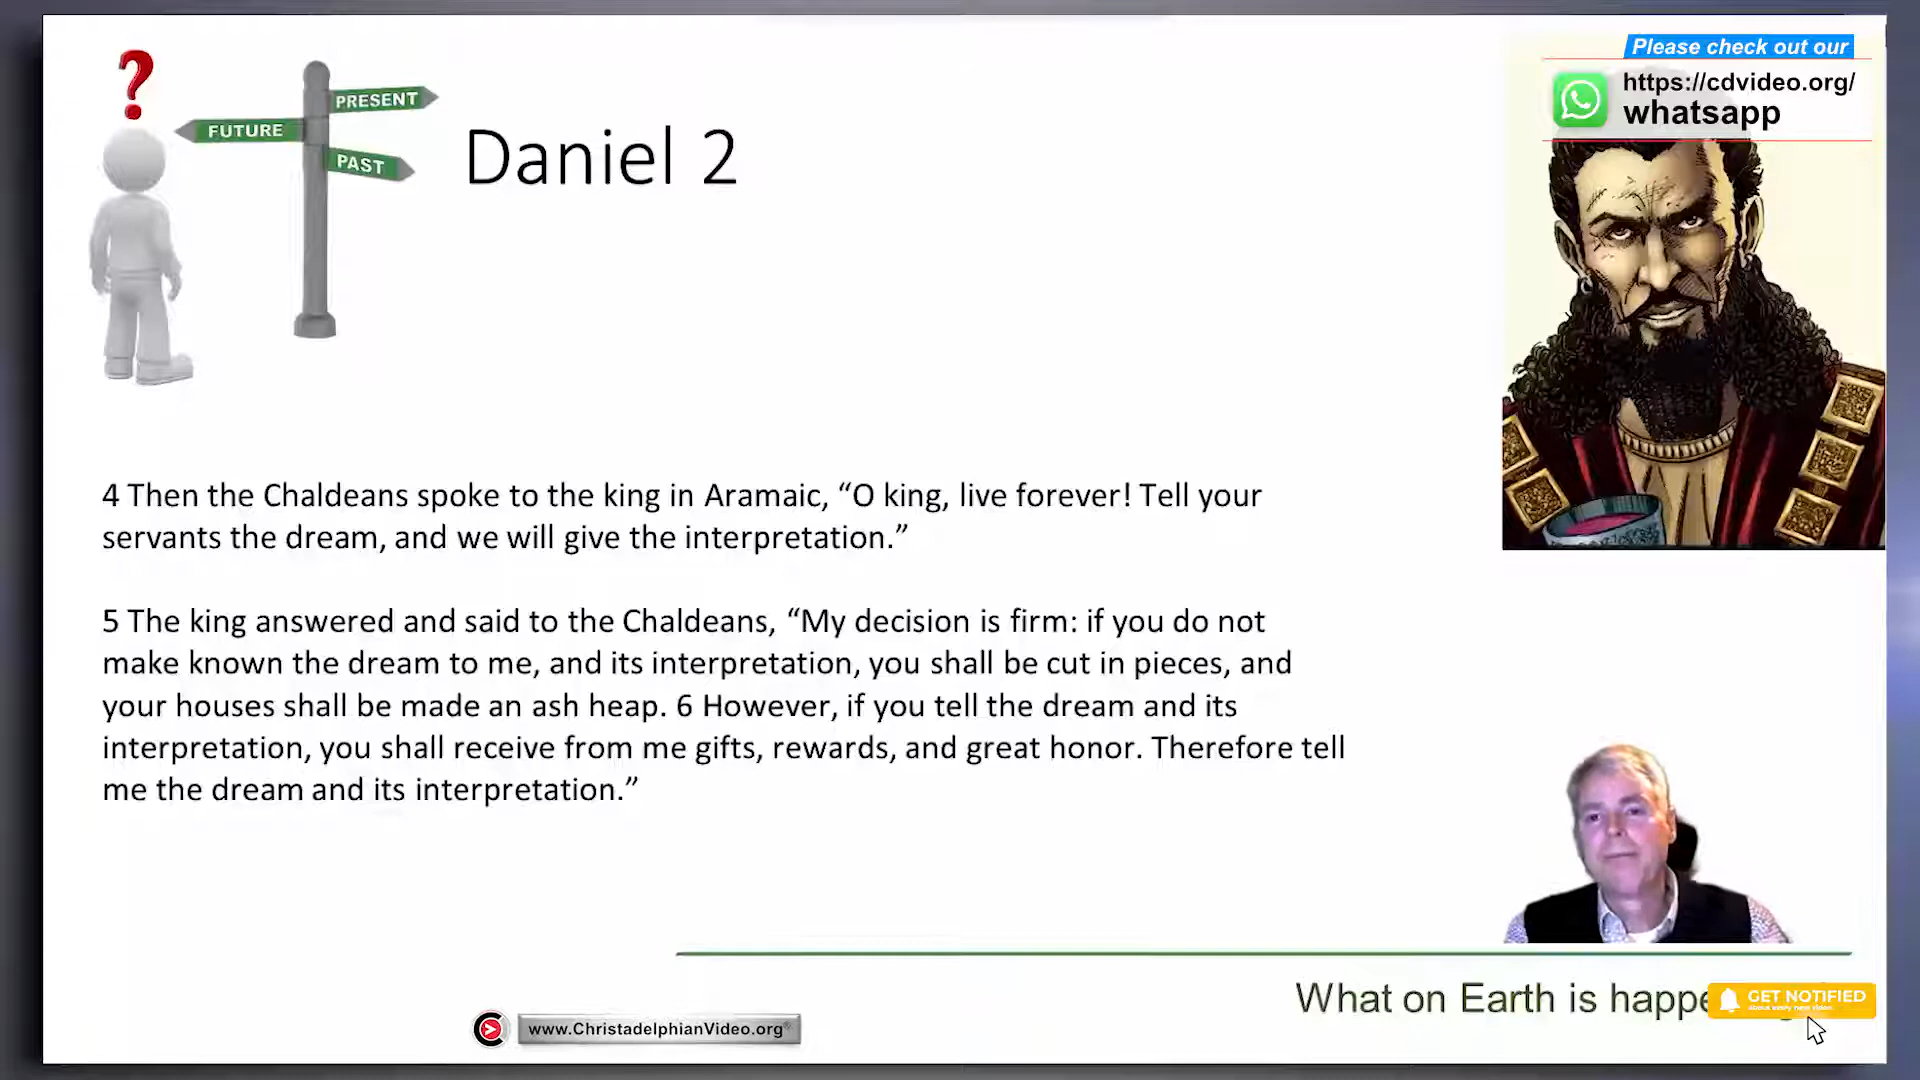 Please check out our
https://cdvideo.org/
whatsapp
?
PRESENT
FUTURE
PAST
Daniel 2
4 Then the Chaldeans spoke to the king in Aramaic, “O king, live forever! Tell your
servants the dream, and we will give the interpretation.”
5 The king answered and said to the Chaldeans, “My decision is firm: if you do not
make known the dream to me, and its interpretation, you shall be cut in pieces, and
your houses shall be made an ash heap. 6 However, if you tell the dream and its
interpretation, you shall receive from me gifts, rewards, and great honor. Therefore tell
me the dream and its interpretation.”
What on Earth is
GET NOTIFIED
about every new video
www.ChristadelphianVideo.org®